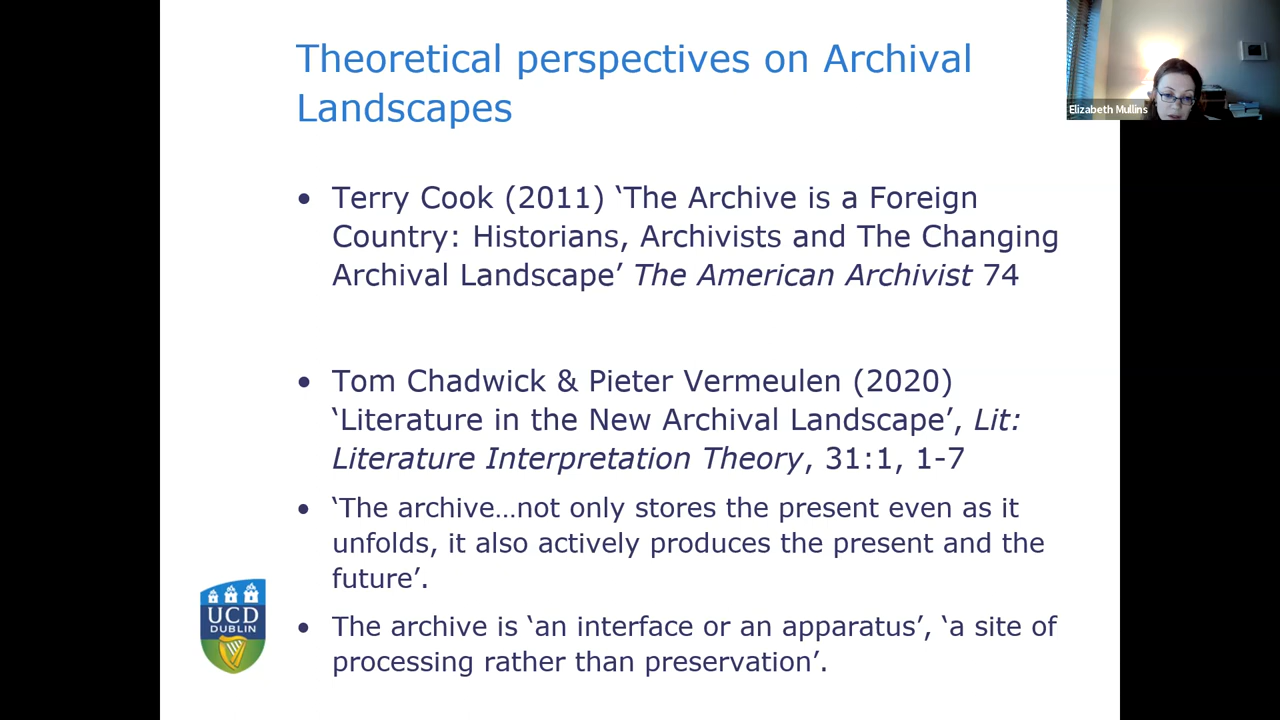 Theoretical perspectives on Archival
Landscapes
Elizabeth Mullins
• Terry Cook (2011) ‘The Archive is a Foreign
Country: Historians, Archivists and The Changing
Archival Landscape’ The American Archivist 74
• Tom Chadwick & Pieter Vermeulen (2020)
‘Literature in the New Archival Landscape’, Lit:
Literature Interpretation Theory, 31:1, 1-7
• ‘The archive…not only stores the present even as it
unfolds, it also actively produces the present and the
future’.
• The archive is ‘an interface or an apparatus’, ‘a site of
processing rather than preservation’.
UCD
DUBLIN